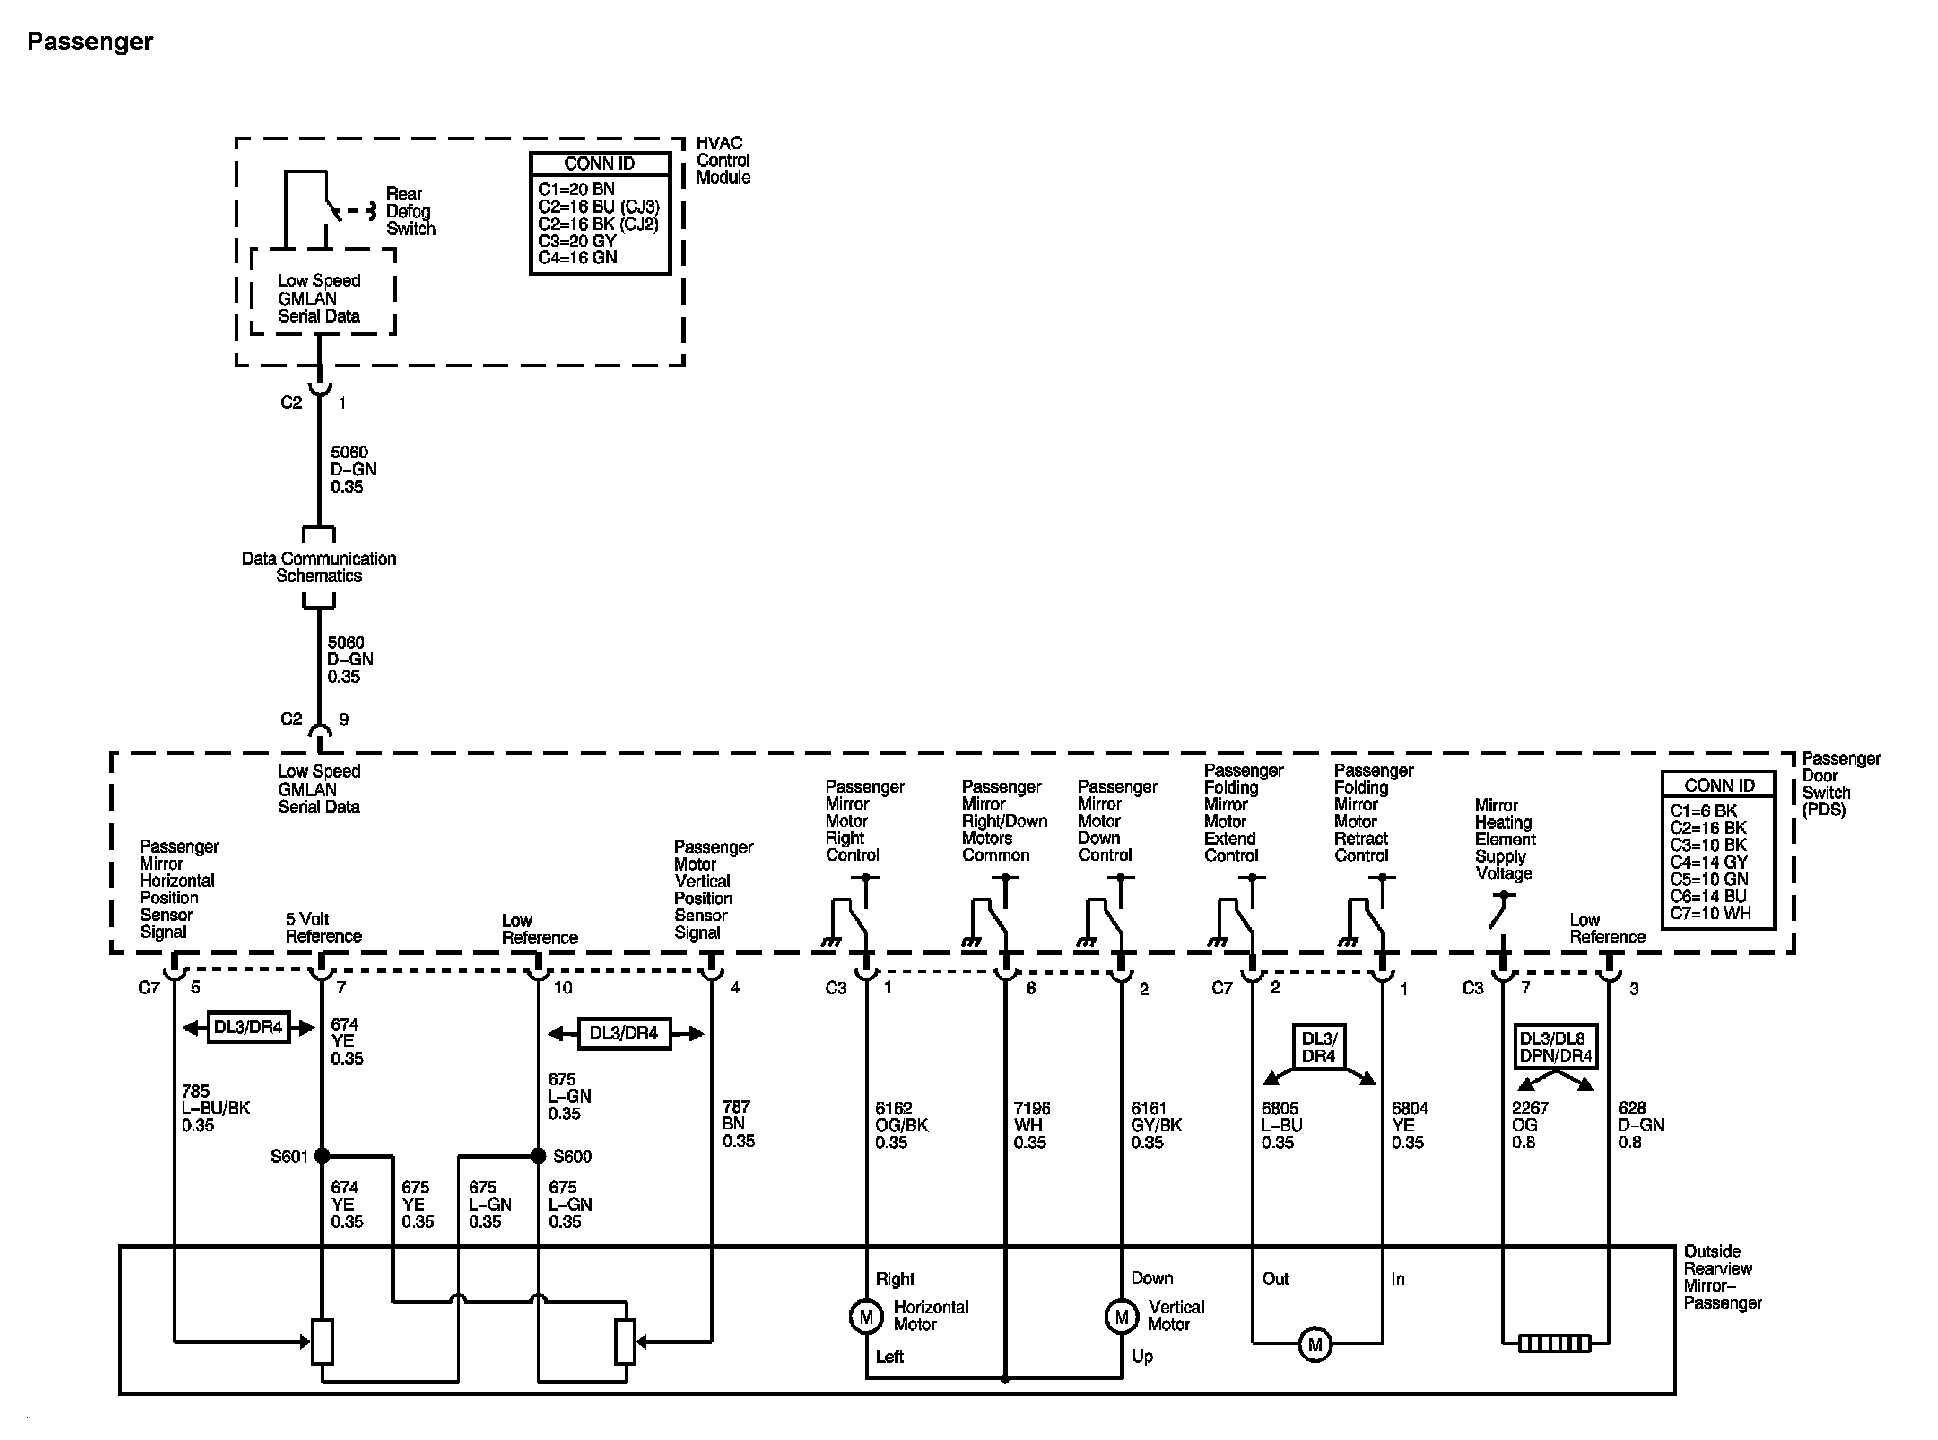 Passenger
HVAC
Control
Module
CONN ID
C1=20 BN
C2=16 BU (CJ3)
C2=16 BK (CJ2)
C3=20 GY
C4=16 GN
Rear
Defog
Switch
Low Speed
GMLAN
Serial Data
C2 1
5060
D-GN
0.35
Data Communication
Schematics
5060
D-GN
0.35
C2 9
Passenger
Door
Switch
(PDS)
CONN ID
C1=6 BK
C2=16 BK
C3=10 BK
C4=14 GY
C5=10 GN
C6=14 BU
C7=10 WH
Low Speed
GMLAN
Serial Data
Passenger
Mirror
Horizontal
Position
Sensor
Signal
5 Volt
Reference
Low
Reference
Passenger
Motor
Vertical
Position
Sensor
Signal
Passenger
Mirror
Motor
Right
Control
Passenger
Mirror
Right/Down
Motors
Common
Passenger
Mirror
Motor
Down
Control
Passenger
Folding
Mirror
Motor
Extend
Control
Passenger
Folding
Mirror
Motor
Retract
Control
Mirror
Heating
Element
Supply
Voltage
Low
Reference
C7 5 7 10 4 C3 1 6 2 C7 2 1 C3 7 3
DL3/DR4
674
YE
0.35
DL3/DR4
DL3/
DR4
DL3/DL8
DPN/DR4
785
L-BU/BK
0.35
675
L-GN
0.35
787
BN
0.35
6162
OG/BK
0.35
7196
WH
0.35
6161
GY/BK
0.35
5805
L-BU
0.35
5804
YE
0.35
2267
OG
0.8
628
D-GN
0.8
S601
S600
674
YE
0.35
675
YE
0.35
675
L-GN
0.35
675
L-GN
0.35
Outside
Rearview
Mirror-
Passenger
Right
M
Horizontal
Motor
Left
Down
M
Vertical
Motor
Up
Out
In
M